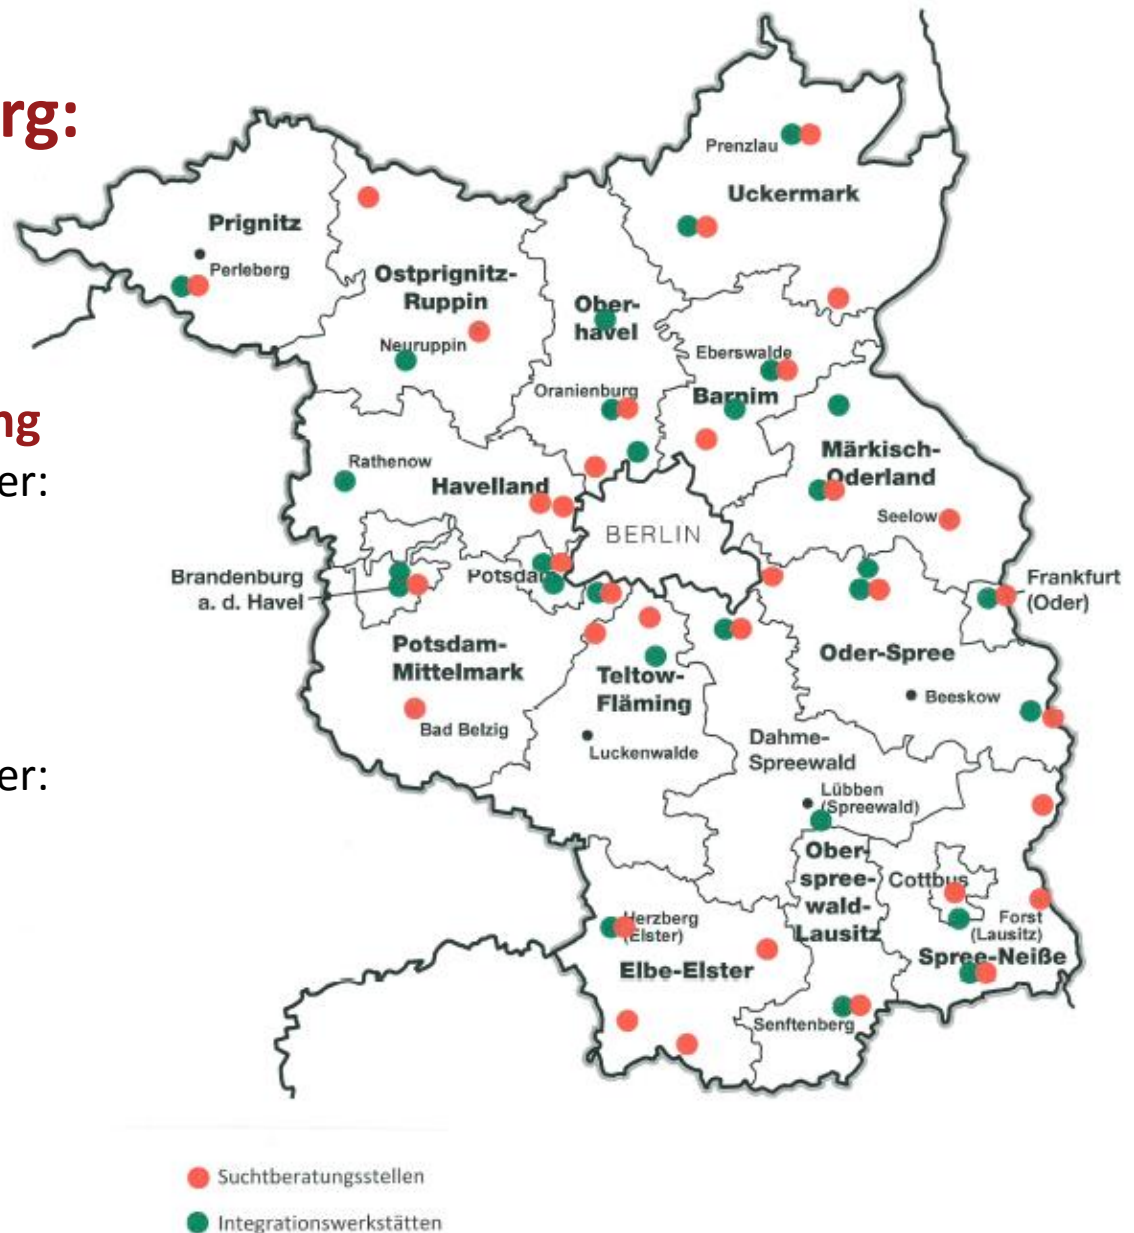 rg:
Prenzlau
Uckermark
Prignitz
Perleberg
Ostprignitz-
Ruppin
Neuruppin
Ober-
havel
Eberswalde
Oranienburg
Barnim
ng
er:
Rathenow
Havelland
Märkisch-
Oderland
Seelow
BERLIN
Brandenburg
a. d. Havel
Potsdam
Frankfurt
(Oder)
Potsdam-
Mittelmark
Bad Belzig
Teltow-
Fläming
Luckenwalde
Oder-Spree
Beeskow
Dahme-
Spreewald
er:
Lübben
(Spreewald)
Ober-
spree-
wald-
Lausitz
Cottbus
Forst
(Lausitz)
Spree-Neiße
Herzberg
(Elster)
Elbe-Elster
Senftenberg
Suchtberatungsstellen
Integrationswerkstätten